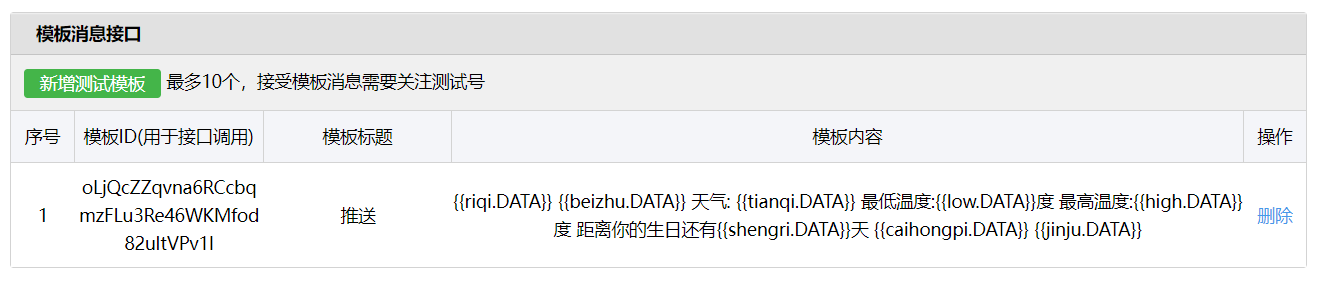 模板消息接口
新增测试模板 最多10个，接受模板消息需要关注测试号
序号 模板ID(用于接口调用) 模板标题 模板内容 操作
oLjQcZZqvna6RCcbq
mzFLu3Re46WKMfod
82uItVPv1I
1
推送
{{riqi.DATA}} {{beizhu.DATA}} 天气: {{tianqi.DATA}} 最低温度:{{low.DATA}}度 最高温度:{{high.DATA}}
度 距离你的生日还有{{shengri.DATA}}天 {{caihongpi.DATA}} {{jinju.DATA}}
删除